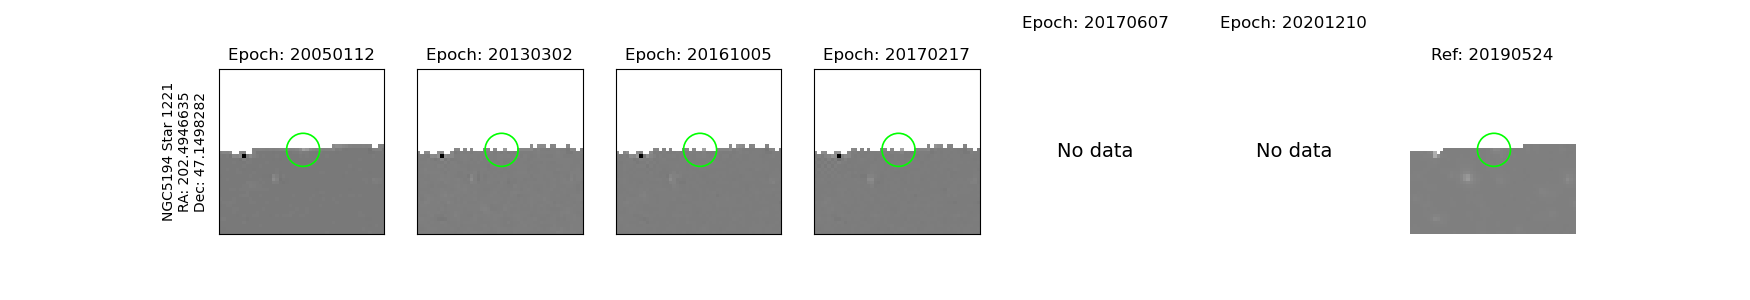 Epoch: 20170607
Epoch: 20201210
Epoch: 20050112
Epoch: 20130302
Epoch: 20161005
Epoch: 20170217
Ref: 20190524
NGC5194 Star 1221
RA: 202.4946635
Dec: 47.1498282
No data
No data